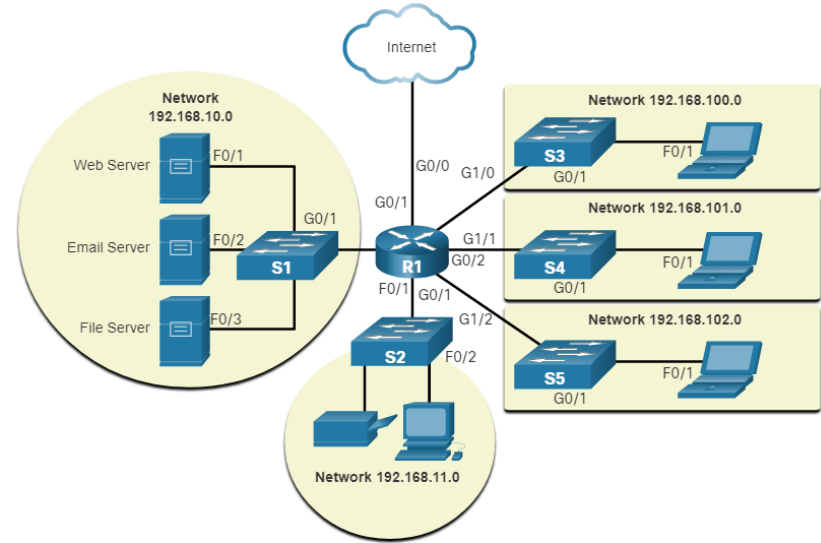 Internet
Network
192.168.10.0
Web Server
F0/1
Email Server
F0/2
File Server
F0/3
G0/1
S1
G0/0
G0/1
R1
G1/0
G1/1
G0/2
G1/2
F0/1
G0/1
S2
F0/2
Network 192.168.11.0
Network 192.168.100.0
S3
G0/1
F0/1
Network 192.168.101.0
S4
G0/1
F0/1
Network 192.168.102.0
S5
G0/1
F0/1